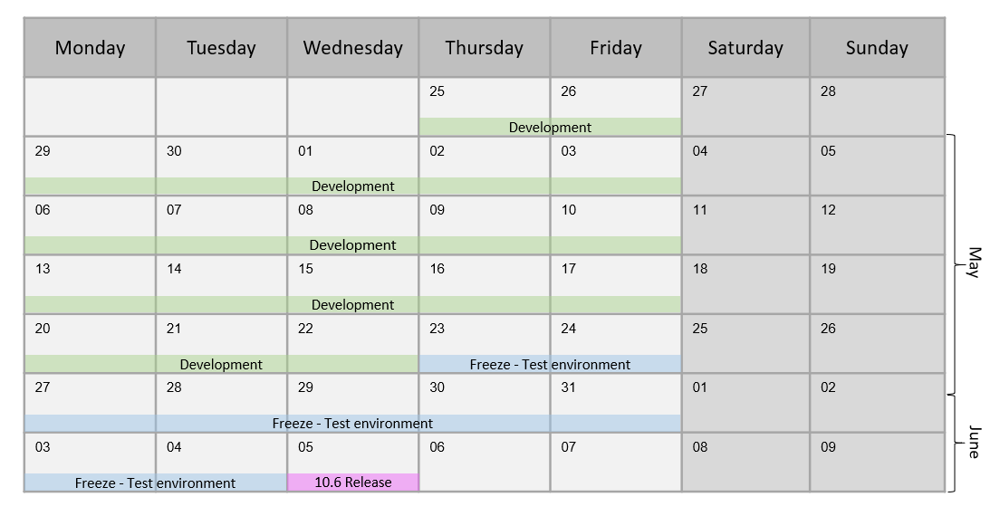 Monday Tuesday Wednesday Thursday Friday Saturday Sunday
25 26 27 28
Development
29 30 01 02 03 04 05
Development
06 07 08 09 10 11 12
Development
13 14 15 16 17 18 19
Development
20 21 22 23 24 25 26
Development Freeze - Test environment
27 28 29 30 31 01 02
Freeze - Test environment
03 04 05 06 07 08 09
Freeze - Test environment 10.6 Release
May
June